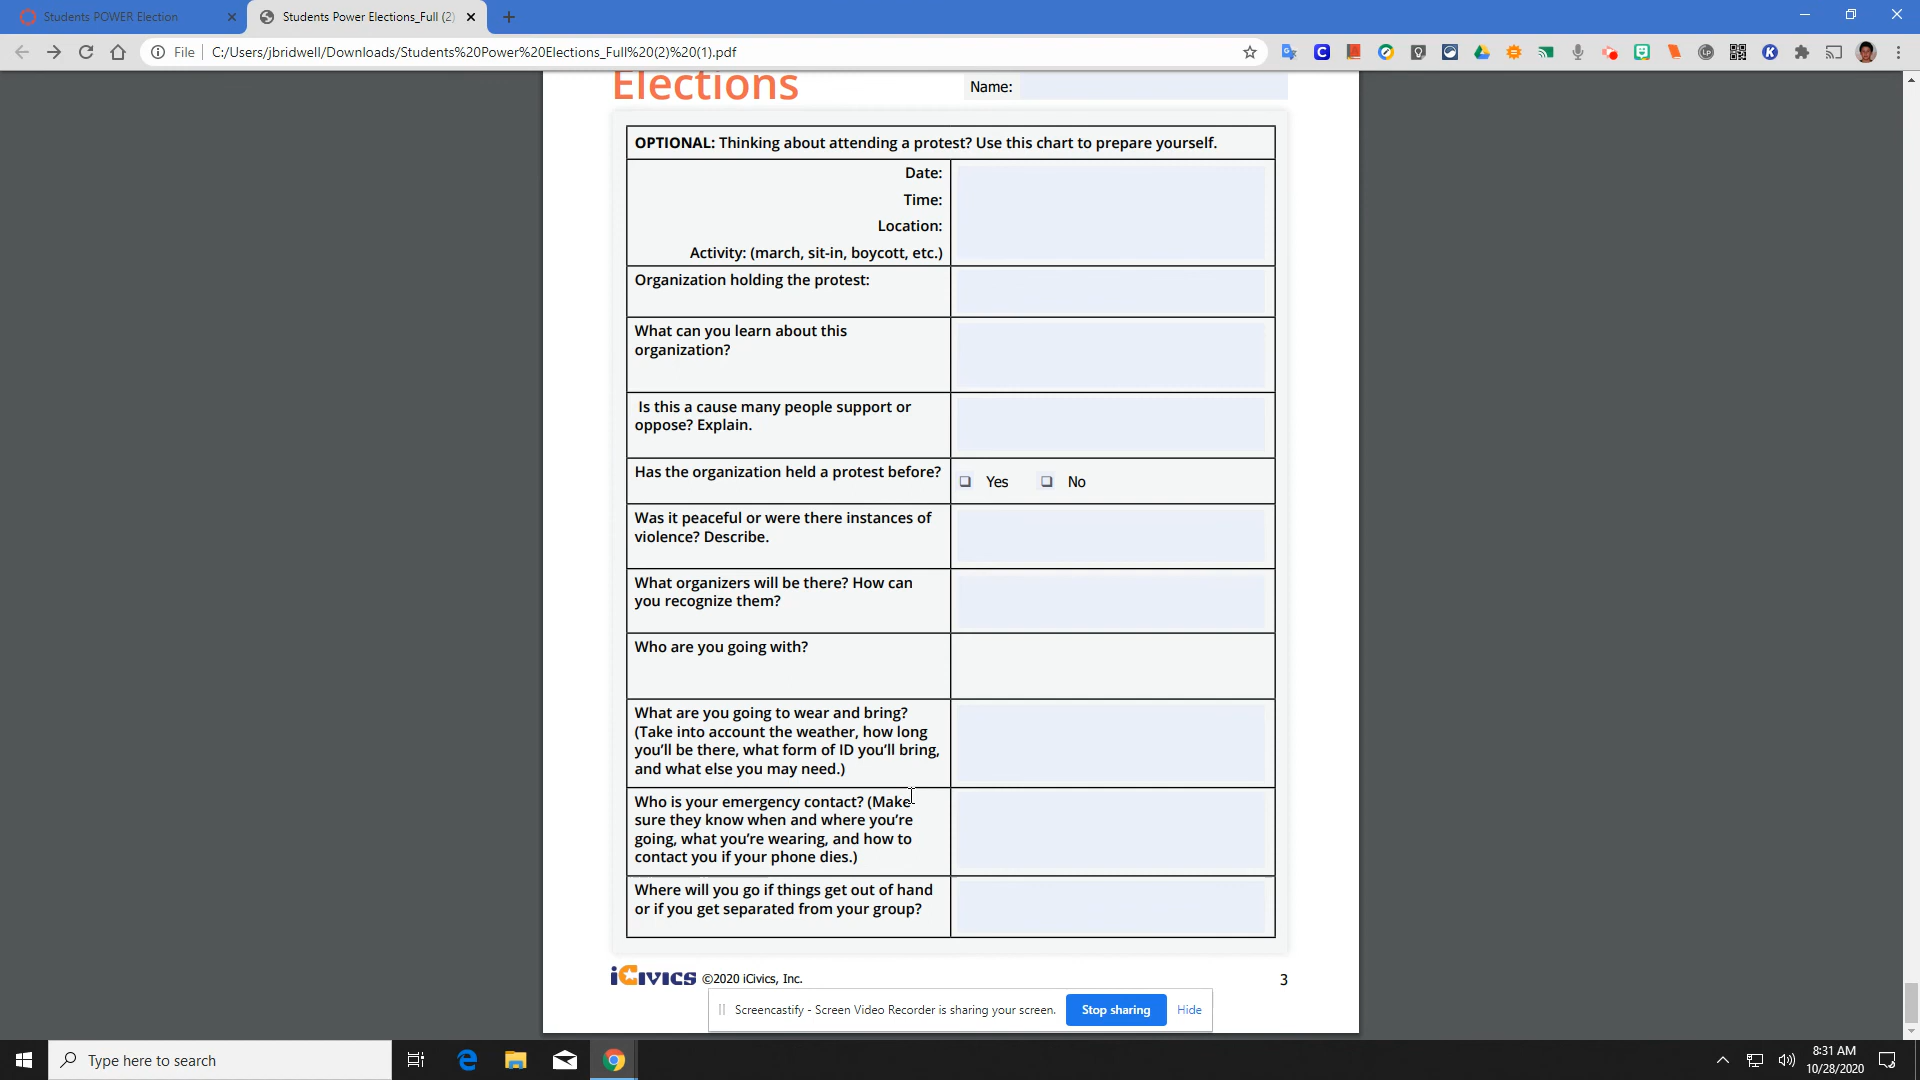 Students POWER Election
Students Power Elections_Full (2)
File
C:/Users/jbridwell/Downloads/Students%20Power%20Elections_Full%20(2)%20(1).pdf
Elections
Name:
OPTIONAL: Thinking about attending a protest? Use this chart to prepare yourself.
Date:
Time:
Location:
Activity: (march, sit-in, boycott, etc.)
Organization holding the protest:
What can you learn about this
organization?
Is this a cause many people support or
oppose? Explain.
Has the organization held a protest before?
Yes
No
Was it peaceful or were there instances of
violence? Describe.
What organizers will be there? How can
you recognize them?
Who are you going with?
What are you going to wear and bring?
(Take into account the weather, how long
you'll be there, what form of ID you'll bring,
and what else you may need.)
Who is your emergency contact? (Make
sure they know when and where you're
going, what you're wearing, and how to
contact you if your phone dies.)
Where will you go if things get out of hand
or if you get separated from your group?
iCivics ©2020 iCivics, Inc.
3
Screencastify - Screen Video Recorder is sharing your screen.
Stop sharing
Hide
Type here to search
8:31 AM
10/28/2020